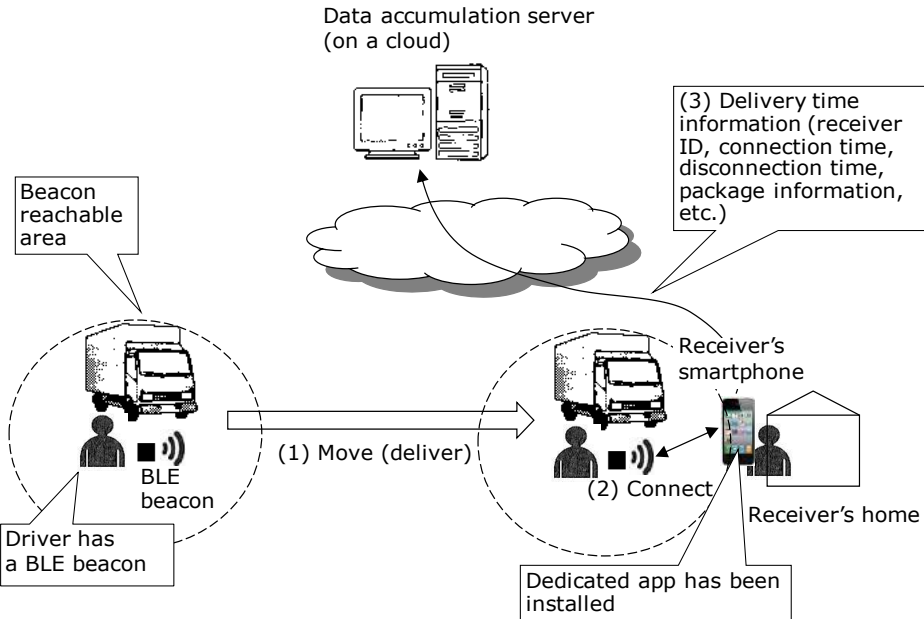 Data accumulation server
(on a cloud)
(3) Delivery time
information (receiver
ID, connection time,
disconnection time,
package information,
etc.)
Beacon
reachable
area
Receiver's
smartphone
(1) Move (deliver)
BLE
beacon
(2) Connect
Receiver's home
Driver has
a BLE beacon
Dedicated app has been
installed